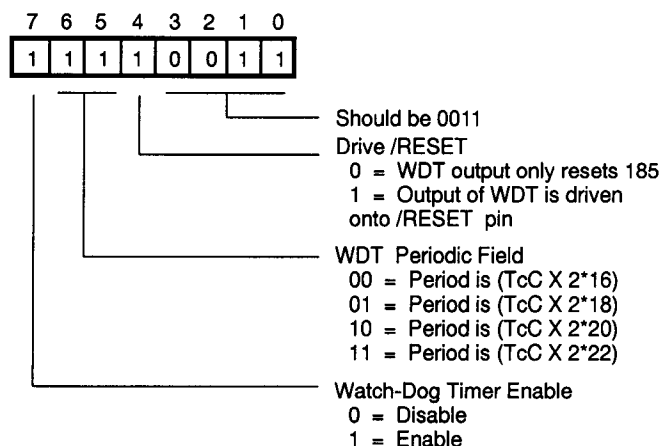 7 6 5 4 3 2 1 0
1 1 1 1 0 0 1 1
Should be 0011
Drive /RESET
0 = WDT output only resets 185
1 = Output of WDT is driven
onto /RESET pin
WDT Periodic Field
00 = Period is (TcC X 2*16)
01 = Period is (TcC X 2*18)
10 = Period is (TcC X 2*20)
11 = Period is (TcC X 2*22)
Watch-Dog Timer Enable
0 = Disable
1 = Enable